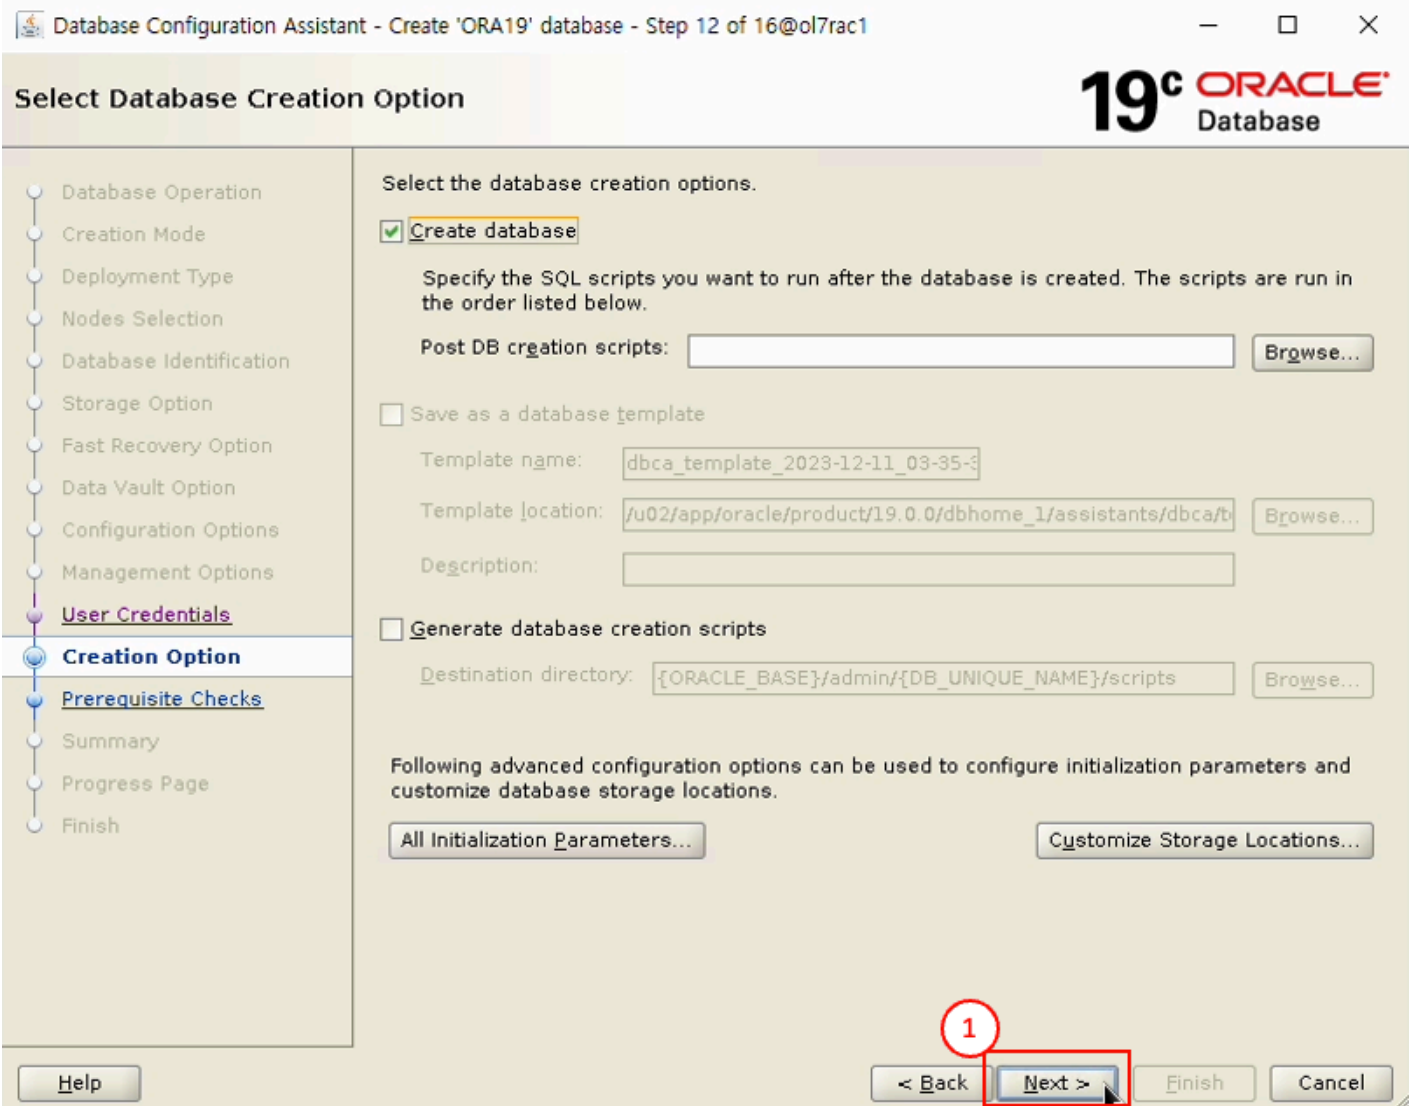 Database Configuration Assistant - Create 'ORA19' database - Step 12 of 16@ol7rac1
Select Database Creation Option
19c ORACLE
Database
Database Operation
Creation Mode
Deployment Type
Nodes Selection
Database Identification
Storage Option
Fast Recovery Option
Data Vault Option
Configuration Options
Management Options
User Credentials
Creation Option
Prerequisite Checks
Summary
Progress Page
Finish
Select the database creation options.
Create database
Specify the SQL scripts you want to run after the database is created. The scripts are run in
the order listed below.
Post DB creation scripts:
Browse...
Save as a database template
Template name: dbca_template_2023-12-11_03-35-
Template location: /u02/app/oracle/product/19.0.0/dbhome_1/assistants/dbca/t
Browse...
Description:
Generate database creation scripts
Destination directory: {ORACLE_BASE}/admin/{DB_UNIQUE_NAME}/scripts
Browse...
Following advanced configuration options can be used to configure initialization parameters and
customize database storage locations.
All Initialization Parameters...
Customize Storage Locations...
1
Help
< Back
Next >
Finish
Cancel